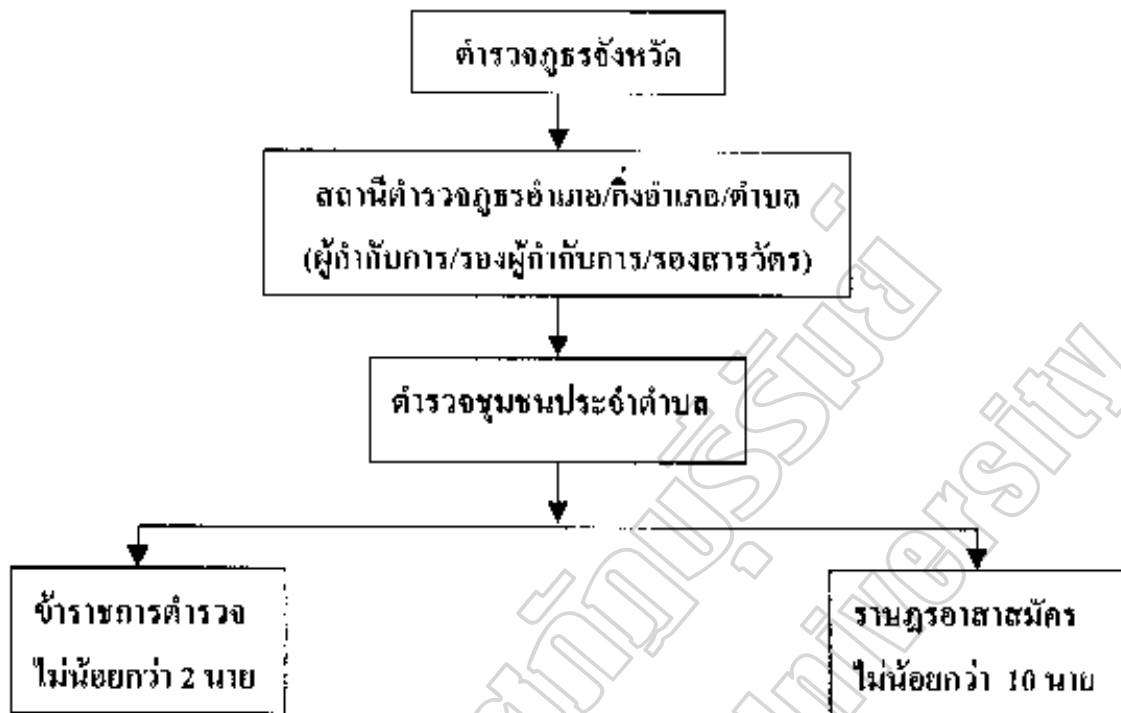 ตำรวจภูธรจังหวัด
สถานีตำรวจภูธรอำเภอ/กิ่งอำเภอ/ตำบล
(ผู้กำกับการ/รองผู้กำกับการ/รองสารวัตร)
ตำรวจชุมชนประจำตำบล
ข้าราชการตำรวจ
ไม่น้อยกว่า 2 นาย
ราษฎรอาสาสมัคร
ไม่น้อยกว่า 10 นาย
University